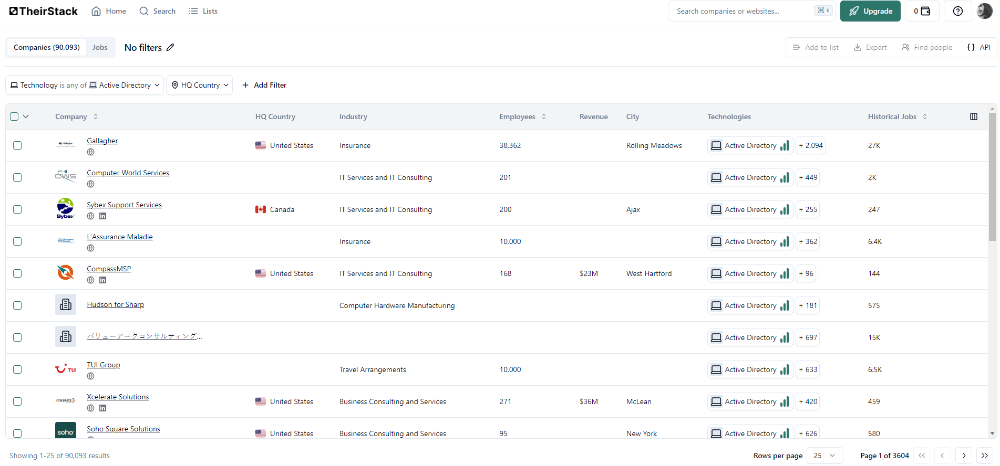 TheirStack Home Search Lists Search companies or websites... ⌘ K Upgrade 0
Companies (90,093) Jobs No filters Add to list Export Find people {} API
Technology is any of Active Directory HQ Country + Add Filter
Company HQ Country Industry Employees Revenue City Technologies Historical Jobs
Gallagher United States Insurance 38,362 Rolling Meadows Active Directory + 2,094 27K
CWS Computer World Services IT Services and IT Consulting 201 Active Directory + 449 2K
Sybex Sybex Support Services Canada IT Services and IT Consulting 200 Ajax Active Directory + 255 247
L'Assurance Maladie Insurance 10,000 Active Directory + 362 6.4K
CompassMSP United States IT Services and IT Consulting 168 $23M West Hartford Active Directory + 96 144
Hudson for Sharp Computer Hardware Manufacturing Active Directory + 181 575
バリューアークコンサルティング... Active Directory + 697 15K
TUI TUI Group Travel Arrangements 10,000 Active Directory + 633 6.5K
XCELERATE Xcelerate Solutions United States Business Consulting and Services 271 $36M McLean Active Directory + 420 459
soho Soho Square Solutions United States Business Consulting and Services 95 New York Active Directory + 626 580
Showing 1-25 of 90,093 results Rows per page 25 Page 1 of 3604